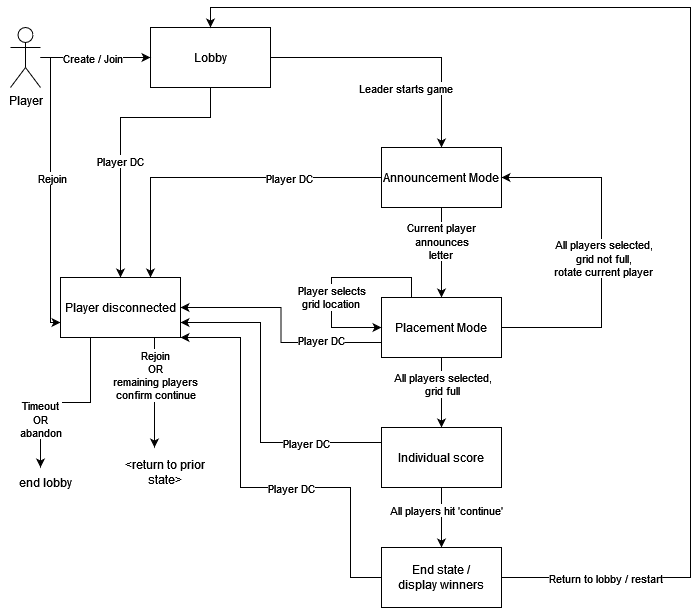 Lobby
Create / Join
Player
Leader starts game
Player DC
Rejoin
Player DC
Announcement Mode
Current player
announces
letter
All players selected,
grid not full,
rotate current player
Player disconnected
Player selects
grid location
Placement Mode
Player DC
Rejoin
OR
remaining players
confirm continue
All players selected,
grid full
Timeout
OR
abandon
Player DC
Individual score
<return to prior
state>
end lobby
Player DC
All players hit 'continue'
End state /
display winners
Return to lobby / restart